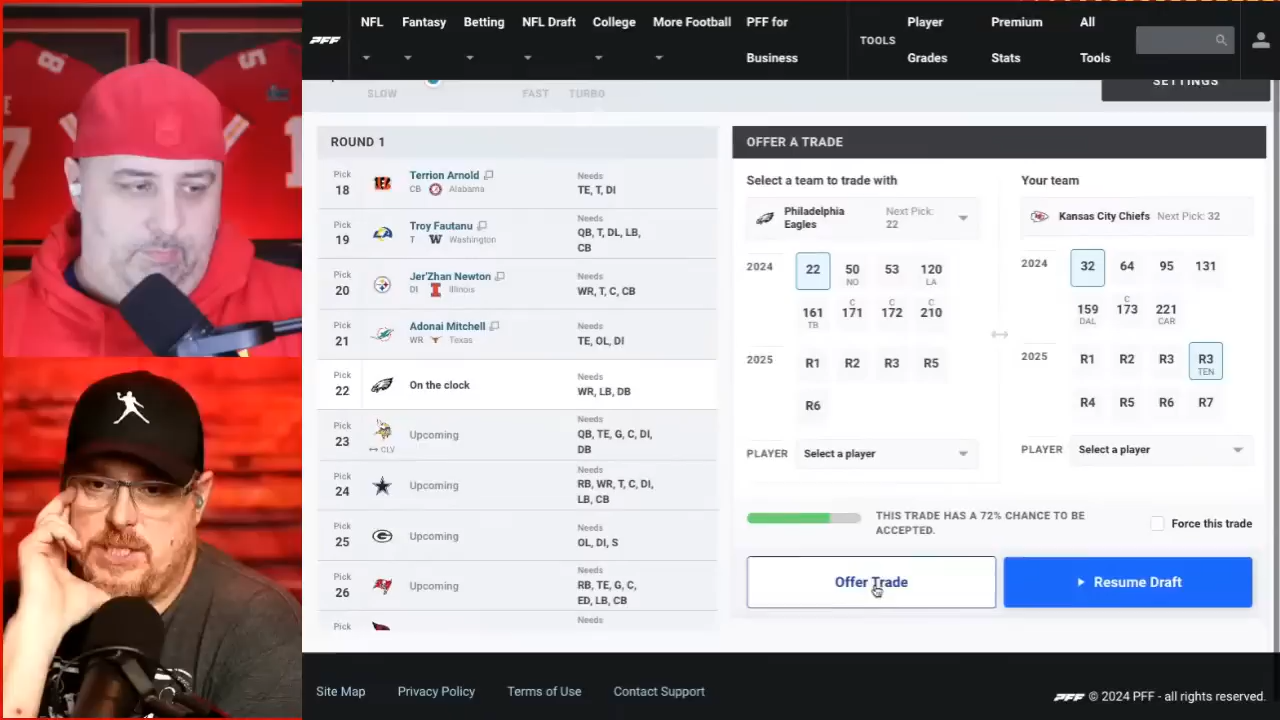 NFL
Fantasy
Betting
NFL Draft
College
More Football
PFF for
Business
PFF
TOOLS
Player
Grades
Premium
Stats
All
Tools
SLOW
FAST
TURBO
SETTINGS
ROUND 1
Pick
18
Terrion Arnold
CB Alabama
Needs
TE, T, DI
Pick
19
Troy Fautanu
T W Washington
Needs
QB, T, DL, LB,
CB
Pick
20
Jer'Zhan Newton
DI I Illinois
Needs
WR, T, C, CB
Pick
21
Adonai Mitchell
WR Texas
Needs
TE, OL, DI
Pick
22
On the clock
Needs
WR, LB, DB
Pick
23
CLV
Upcoming
Needs
QB, TE, G, C, DI,
DB
Pick
24
Upcoming
Needs
RB, WR, T, C, DI,
LB, CB
Pick
25
Upcoming
Needs
OL, DI, S
Pick
26
Upcoming
Needs
RB, TE, G, C,
ED, LB, CB
Pick
Needs
OFFER A TRADE
Select a team to trade with
Philadelphia
Eagles
Next Pick:
22
2024
22 50 53 120
NO LA
C C C
161 171 172 210
TB
2025
R1 R2 R3 R5
R6
PLAYER Select a player
Your team
Kansas City Chiefs Next Pick: 32
2024
32 64 95 131
C
159 173 221
DAL CAR
2025
R1 R2 R3 R3
TEN
R4 R5 R6 R7
PLAYER Select a player
THIS TRADE HAS A 72% CHANCE TO BE
ACCEPTED.
Force this trade
Offer Trade
Resume Draft
Site Map
Privacy Policy
Terms of Use
Contact Support
PFF © 2024 PFF - all rights reserved.